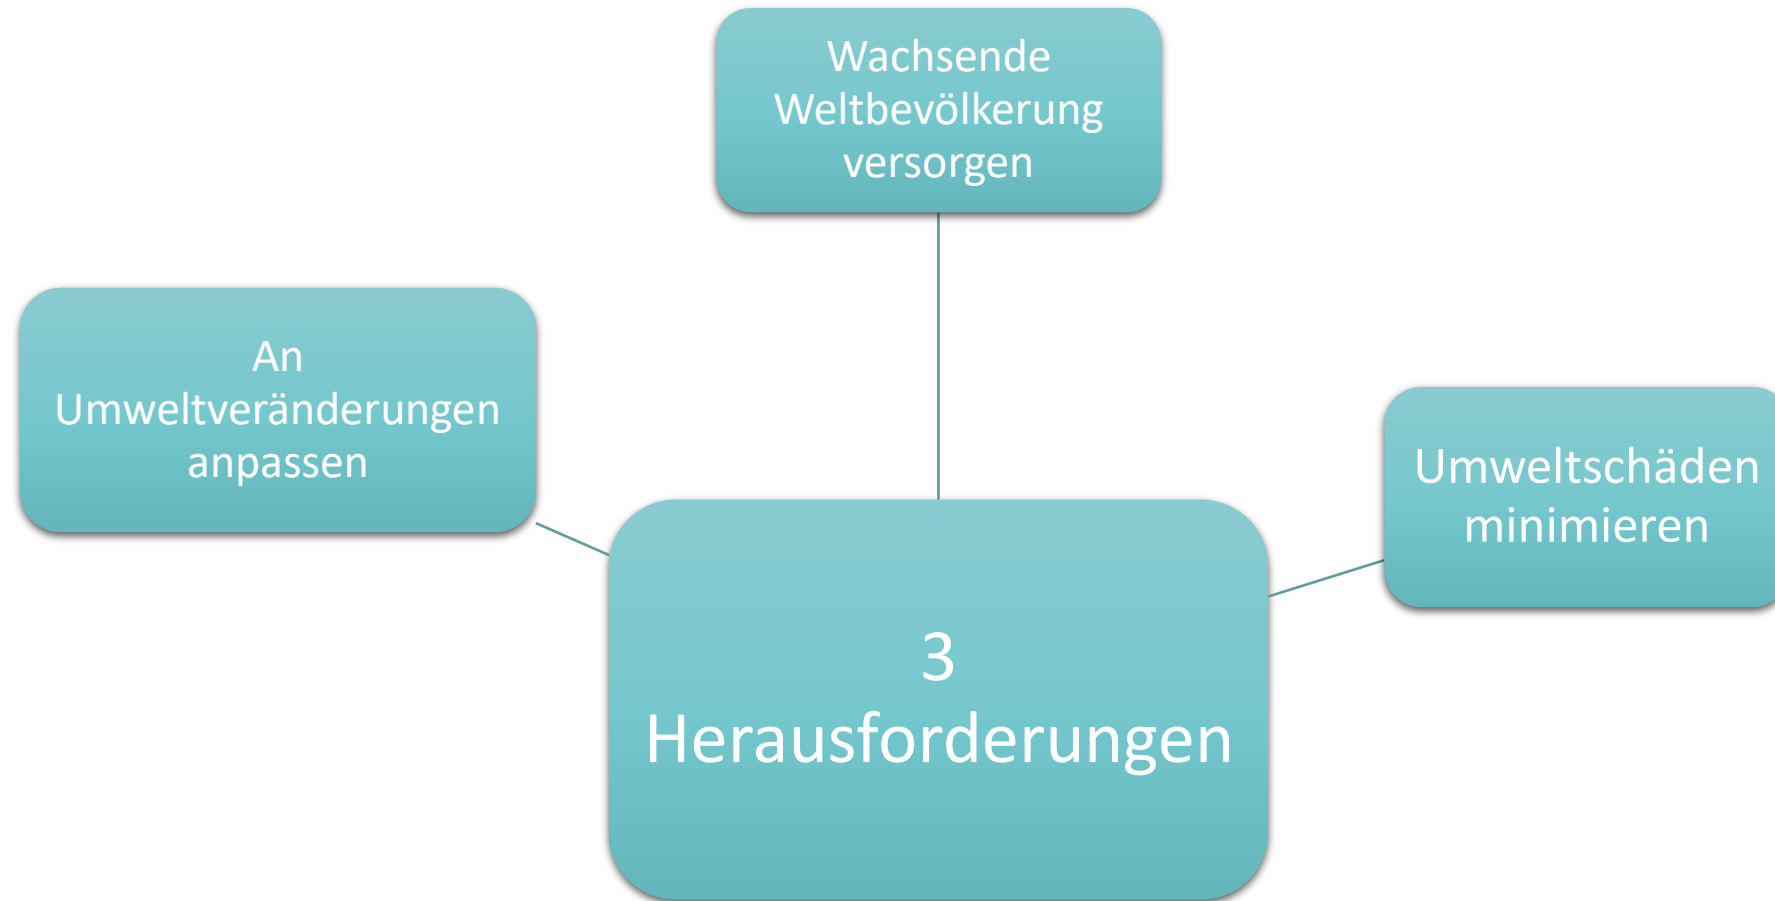 Wachsende
Weltbevölkerung
versorgen
An
Umweltveränderungen
anpassen
Umweltschäden
minimieren
3
Herausforderungen